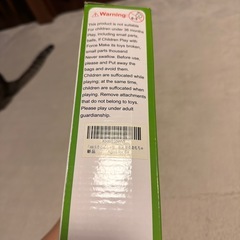 Warning:
This product is not suitable
For children under 36 months
Play, including small parts,
balls, If Children Play with
Force Make its toys broken,
small parts thousand
Never swallow. Before use,
please and Put away the
bags and avoid them.
Children are suffocated while
playing; at the same time,
children are suffocated when
playing. Remove attachments
that do not belong to toys.
Please play under adult
guardianship.